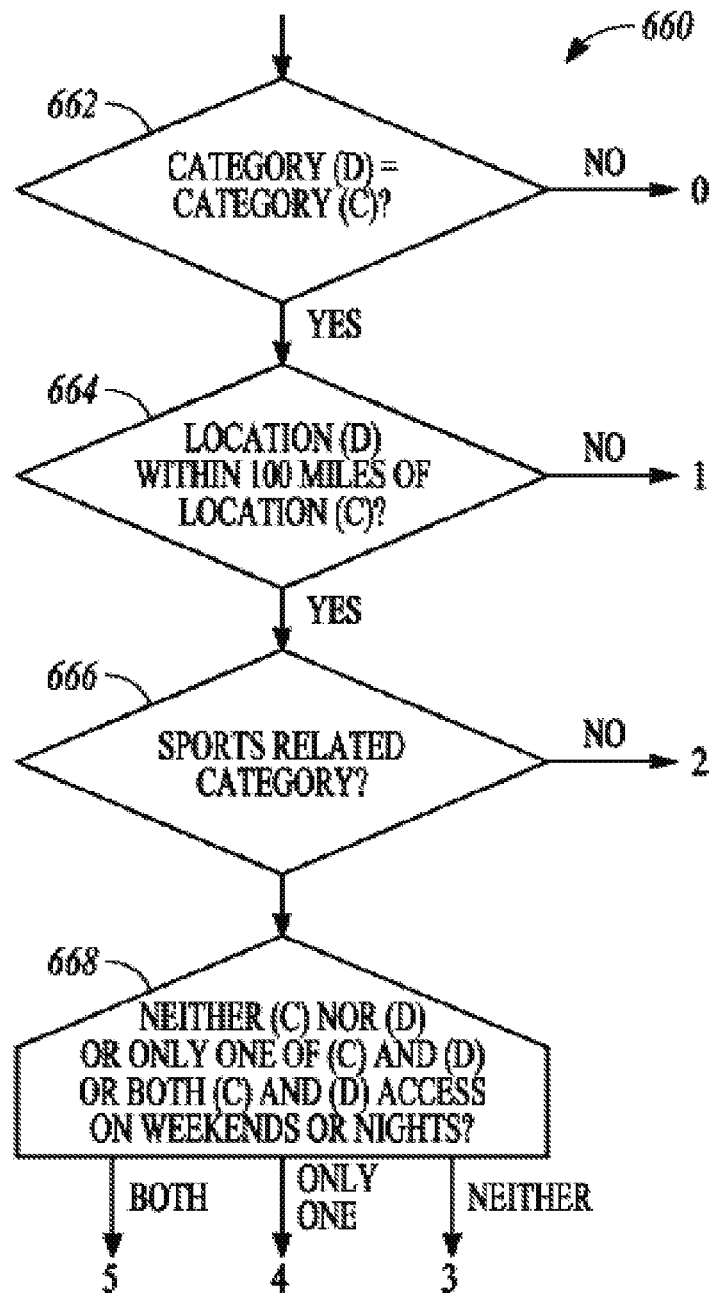 660
662
CATEGORY (D) =
CATEGORY (C)?
NO
0
YES
664
LOCATION (D)
WITHIN 100 MILES OF
LOCATION (C)?
NO
1
YES
666
SPORTS RELATED
CATEGORY?
NO
2
668
NEITHER (C) NOR (D)
OR ONLY ONE OF (C) AND (D)
OR BOTH (C) AND (D) ACCESS
ON WEEKENDS OR NIGHTS?
BOTH
ONLY
ONE
NEITHER
5
4
3